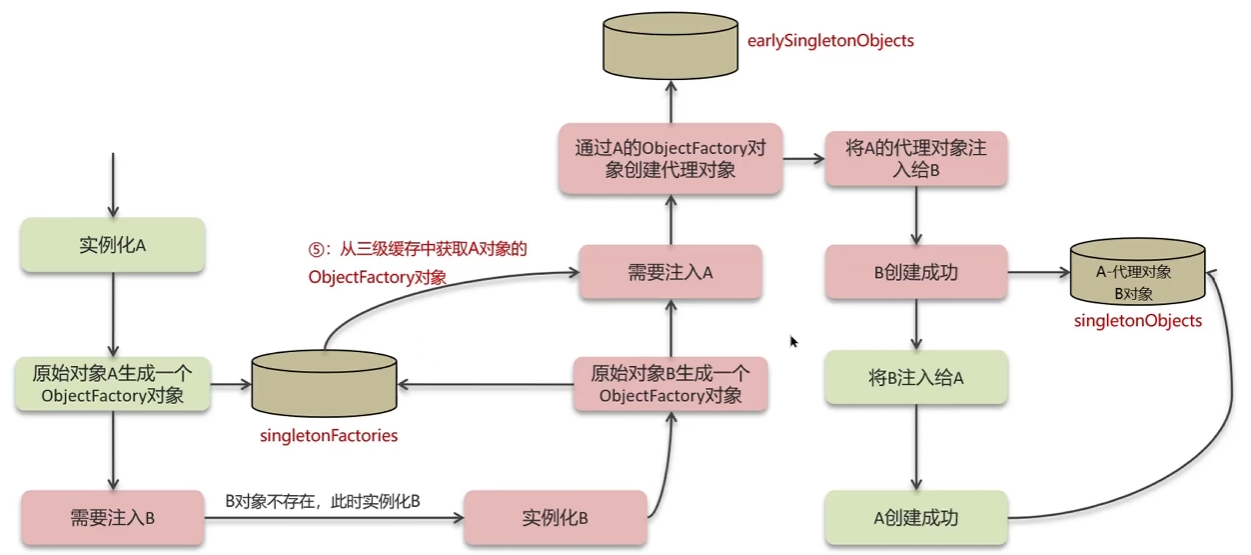 earlySingletonObjects
通过A的ObjectFactory对
象创建代理对象
将A的代理对象注
入给B
实例化A
⑤：从三级缓存中获取A对象的
ObjectFactory对象
需要注入A
B创建成功
A-代理对象
B对象
singletonObjects
原始对象A生成一个
ObjectFactory对象
singletonFactories
原始对象B生成一个
ObjectFactory对象
将B注入给A
需要注入B
B对象不存在，此时实例化B
实例化B
A创建成功